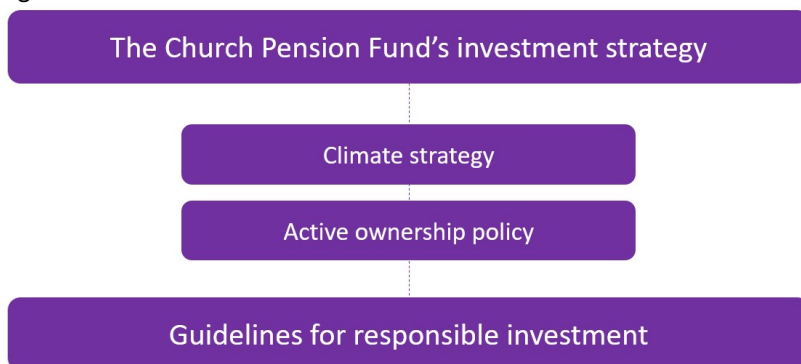 The Church Pension Fund's investment strategy
Climate strategy
Active ownership policy
Guidelines for responsible investment